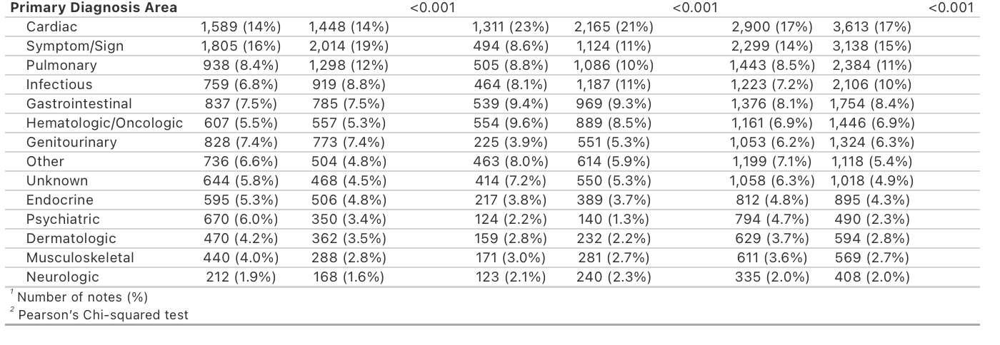 Primary Diagnosis Area <0.001 <0.001 <0.001
Cardiac 1,589 (14%) 1,448 (14%) 1,311 (23%) 2,165 (21%) 2,900 (17%) 3,613 (17%)
Symptom/Sign 1,805 (16%) 2,014 (19%) 494 (8.6%) 1,124 (11%) 2,299 (14%) 3,138 (15%)
Pulmonary 938 (8.4%) 1,298 (12%) 505 (8.8%) 1,086 (10%) 1,443 (8.5%) 2,384 (11%)
Infectious 759 (6.8%) 919 (8.8%) 464 (8.1%) 1,187 (11%) 1,223 (7.2%) 2,106 (10%)
Gastrointestinal 837 (7.5%) 785 (7.5%) 539 (9.4%) 969 (9.3%) 1,376 (8.1%) 1,754 (8.4%)
Hematologic/Oncologic 607 (5.5%) 557 (5.3%) 554 (9.6%) 889 (8.5%) 1,161 (6.9%) 1,446 (6.9%)
Genitourinary 828 (7.4%) 773 (7.4%) 225 (3.9%) 551 (5.3%) 1,053 (6.2%) 1,324 (6.3%)
Other 736 (6.6%) 504 (4.8%) 463 (8.0%) 614 (5.9%) 1,199 (7.1%) 1,118 (5.4%)
Unknown 644 (5.8%) 468 (4.5%) 414 (7.2%) 550 (5.3%) 1,058 (6.3%) 1,018 (4.9%)
Endocrine 595 (5.3%) 506 (4.8%) 217 (3.8%) 389 (3.7%) 812 (4.8%) 895 (4.3%)
Psychiatric 670 (6.0%) 350 (3.4%) 124 (2.2%) 140 (1.3%) 794 (4.7%) 490 (2.3%)
Dermatologic 470 (4.2%) 362 (3.5%) 159 (2.8%) 232 (2.2%) 629 (3.7%) 594 (2.8%)
Musculoskeletal 440 (4.0%) 288 (2.8%) 171 (3.0%) 281 (2.7%) 611 (3.6%) 569 (2.7%)
Neurologic 212 (1.9%) 168 (1.6%) 123 (2.1%) 240 (2.3%) 335 (2.0%) 408 (2.0%)
1 Number of notes (%)
2 Pearson’s Chi-squared test